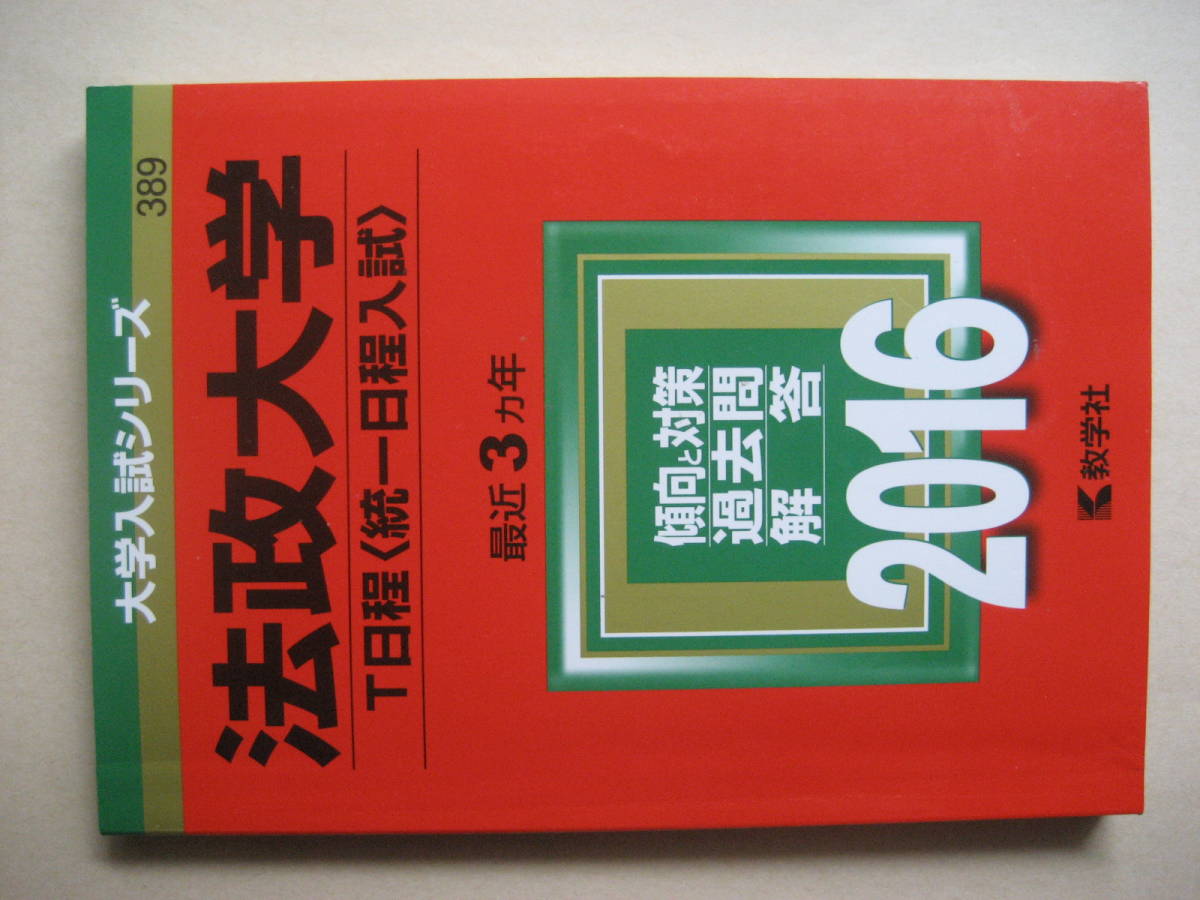 大学入試シリーズ
389
法政大学
T日程〈統一日程入試〉
最近3ヵ年
傾向と対策
過去問
解答
2016
教学社